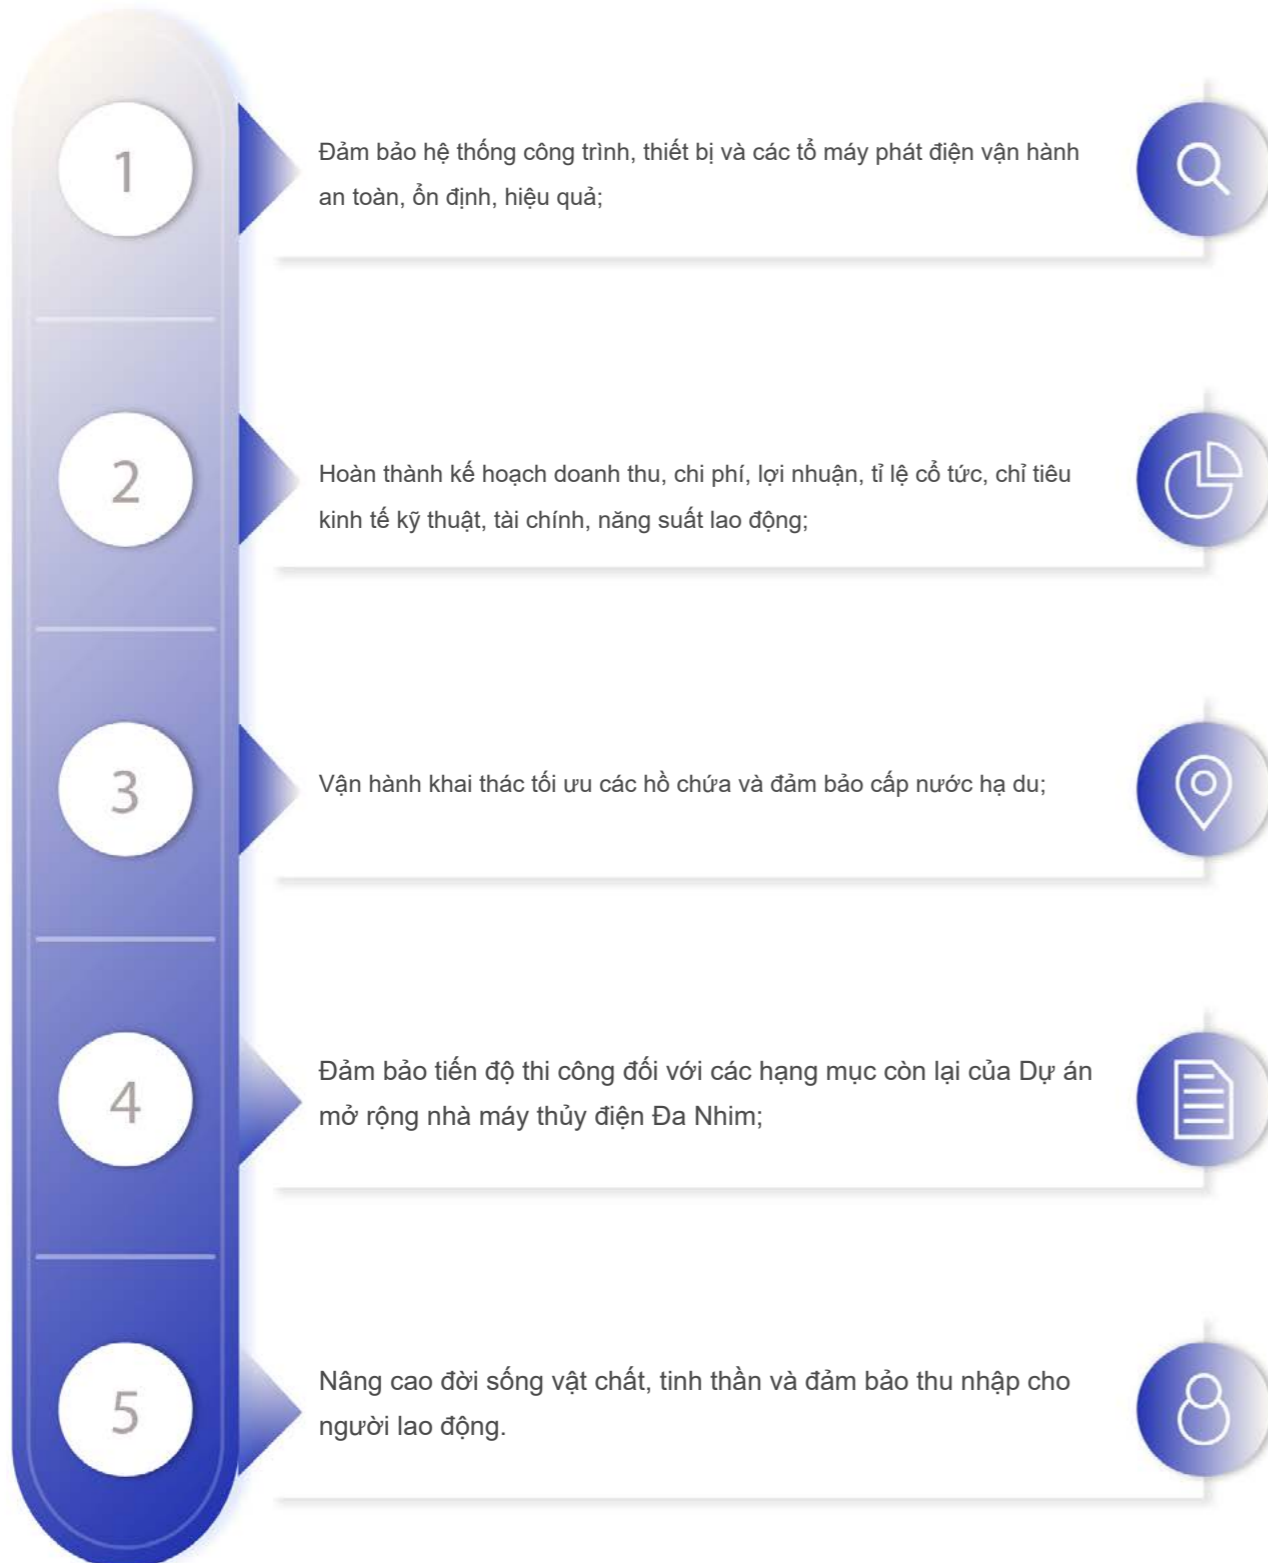 1
Đảm bảo hệ thống công trình, thiết bị và các tổ máy phát điện vận hành
an toàn, ổn định, hiệu quả;
2
Hoàn thành kế hoạch doanh thu, chi phí, lợi nhuận, tỉ lệ cổ tức, chỉ tiêu
kinh tế kỹ thuật, tài chính, năng suất lao động;
3
Vận hành khai thác tối ưu các hồ chứa và đảm bảo cấp nước hạ du;
4
Đảm bảo tiến độ thi công đối với các hạng mục còn lại của Dự án
mở rộng nhà máy thủy điện Đa Nhim;
5
Nâng cao đời sống vật chất, tinh thần và đảm bảo thu nhập cho
người lao động.